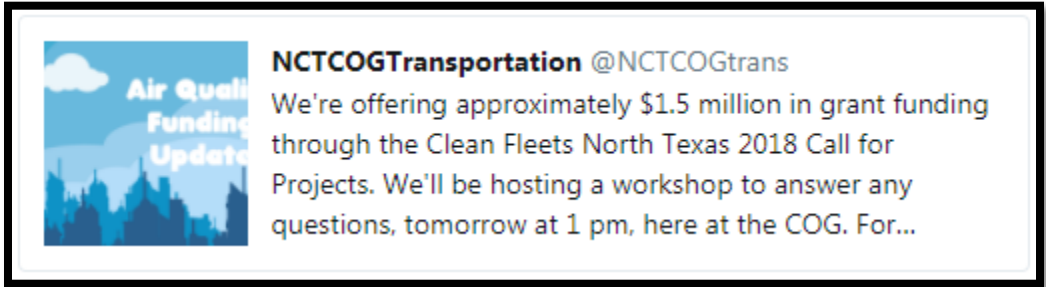 Air Quali
Funding
Update
NCTCOGTransportation @NCTCOGtrans
We're offering approximately $1.5 million in grant funding
through the Clean Fleets North Texas 2018 Call for
Projects. We'll be hosting a workshop to answer any
questions, tomorrow at 1 pm, here at the COG. For...